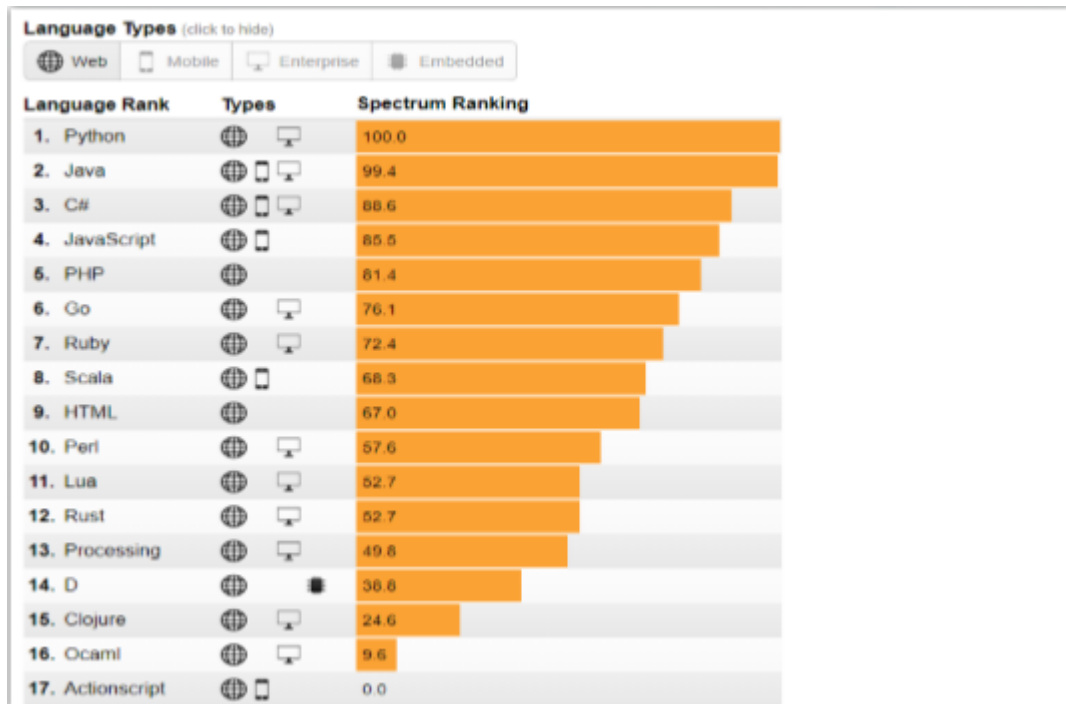 Language Types (click to hide)
Web Mobile Enterprise Embedded
Language Rank Types Spectrum Ranking
1. Python 100.0
2. Java 99.4
3. C# 88.6
4. JavaScript 85.5
5. PHP 81.4
6. Go 76.1
7. Ruby 72.4
8. Scala 68.3
9. HTML 67.0
10. Perl 57.6
11. Lua 52.7
12. Rust 52.7
13. Processing 49.8
14. D 38.8
15. Clojure 24.6
16. Ocaml 9.6
17. Actionscript 0.0